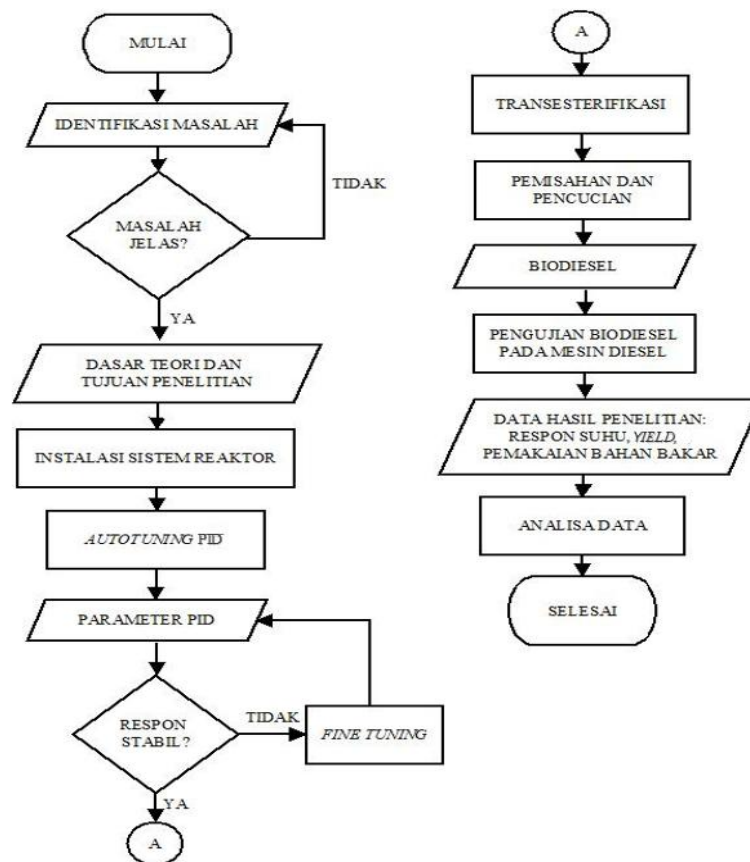 MULAI
IDENTIFIKASI MASALAH
TIDAK
MASALAH
JELAS?
YA
DASAR TEORI DAN
TUJUAN PENELITIAN
INSTALASI SISTEM REAKTOR
AUTOTUNING PID
PARAMETER PID
RESPON
STABIL?
TIDAK
FINE TUNING
YA
A
A
TRANSESTERIFIKASI
PEMISAHAN DAN
PENCUCIAN
BIODIESEL
PENGUJIAN BIODIESEL
PADA MESIN DIESEL
DATA HASIL PENELITIAN:
RESPON SUHU, YIELD,
PEMAKAIAN BAHAN BAKAR
ANALISA DATA
SELESAI